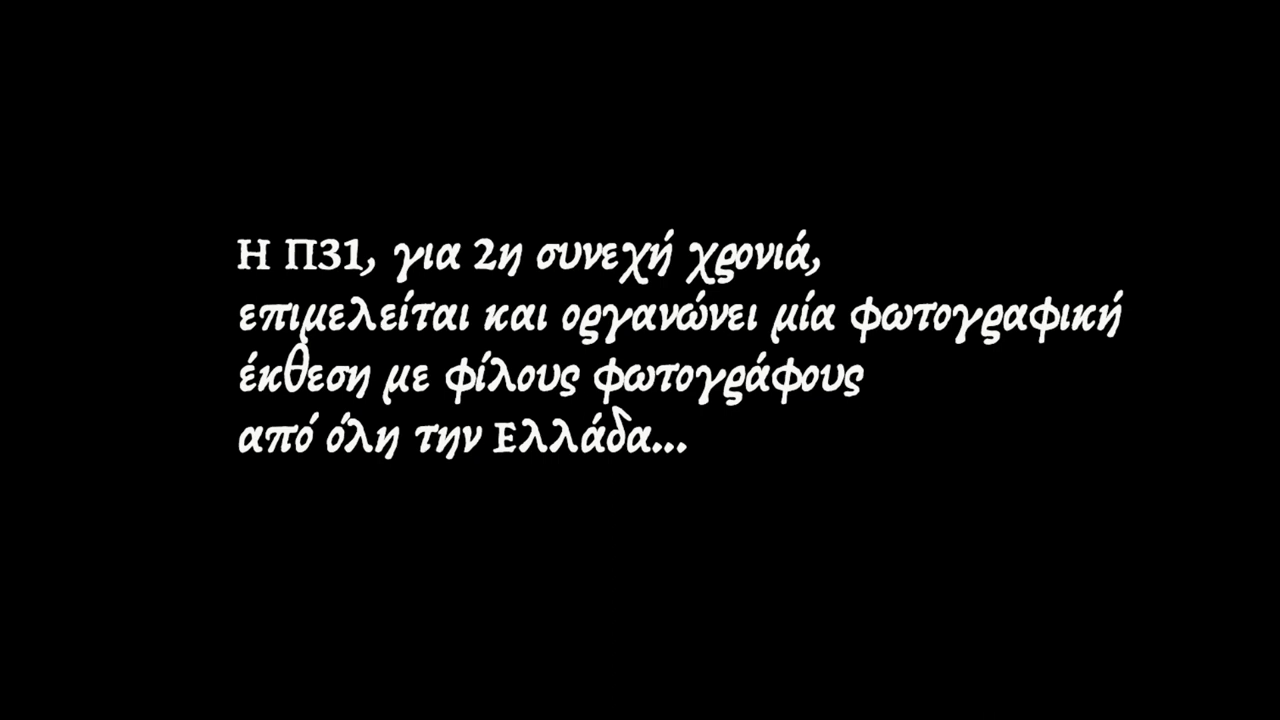 Η Π31, για 2η συνεχή χρονιά,
επιμελείται και οργανώνει μία φωτογραφική
έκθεση με φίλους φωτογράφους
από όλη την Ελλάδα...